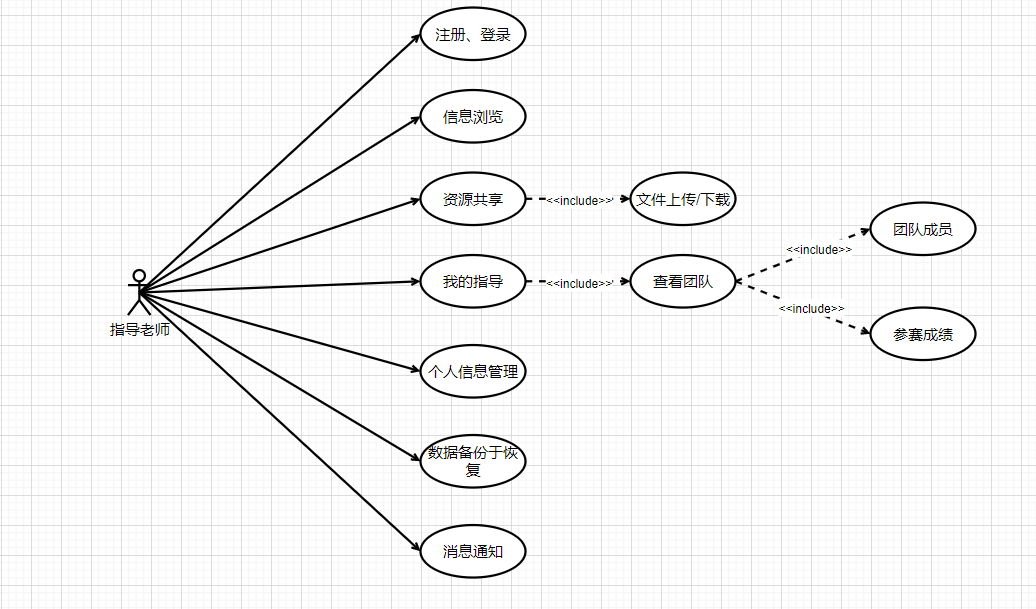 注册、登录
信息浏览
资源共享
<<include>>
文件上传/下载
团队成员
<<include>>
我的指导
<<include>>
查看团队
<<include>>
指导老师
参赛成绩
个人信息管理
数据备份于恢
复
消息通知